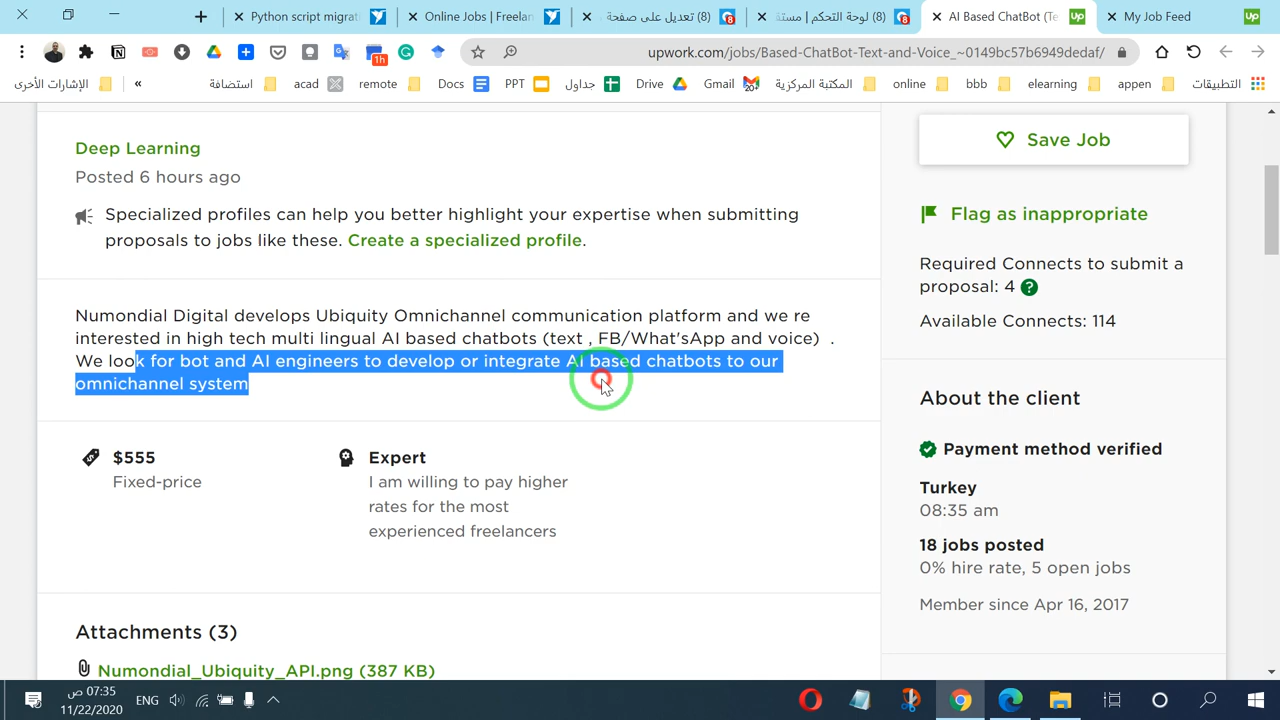 Python script migrati
Online Jobs | Freelan
(8) تعديل على صفحة
(8) لوحة التحكم | مستق
AI Based ChatBot (Te
My Job Feed
upwork.com/jobs/Based-ChatBot-Text-and-Voice_~0149bc57b6949dedaf/
1h
الإشارات الأخرى
«
استضافة
acad
remote
Docs
PPT
جداول
Drive
Gmail
المكتبة المركزية
online
bbb
elearning
appen
التطبيقات
Deep Learning
Posted 6 hours ago
Specialized profiles can help you better highlight your expertise when submitting
proposals to jobs like these. Create a specialized profile.
Numondial Digital develops Ubiquity Omnichannel communication platform and we re
interested in high tech multi lingual AI based chatbots (text , FB/What'sApp and voice) .
We look for bot and AI engineers to develop or integrate AI based chatbots to our
omnichannel system
$555
Fixed-price
Expert
I am willing to pay higher
rates for the most
experienced freelancers
Attachments (3)
Numondial_Ubiquity_API.png (387 KB)
Save Job
Flag as inappropriate
Required Connects to submit a
proposal: 4
Available Connects: 114
About the client
Payment method verified
Turkey
08:35 am
18 jobs posted
0% hire rate, 5 open jobs
Member since Apr 16, 2017
07:35 ص
11/22/2020
ENG